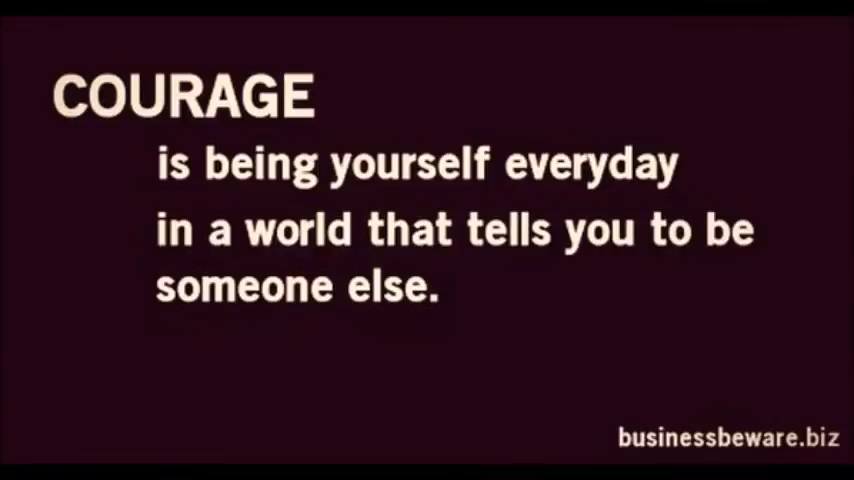 COURAGE
is being yourself everyday
in a world that tells you to be
someone else.
businessbeware.biz